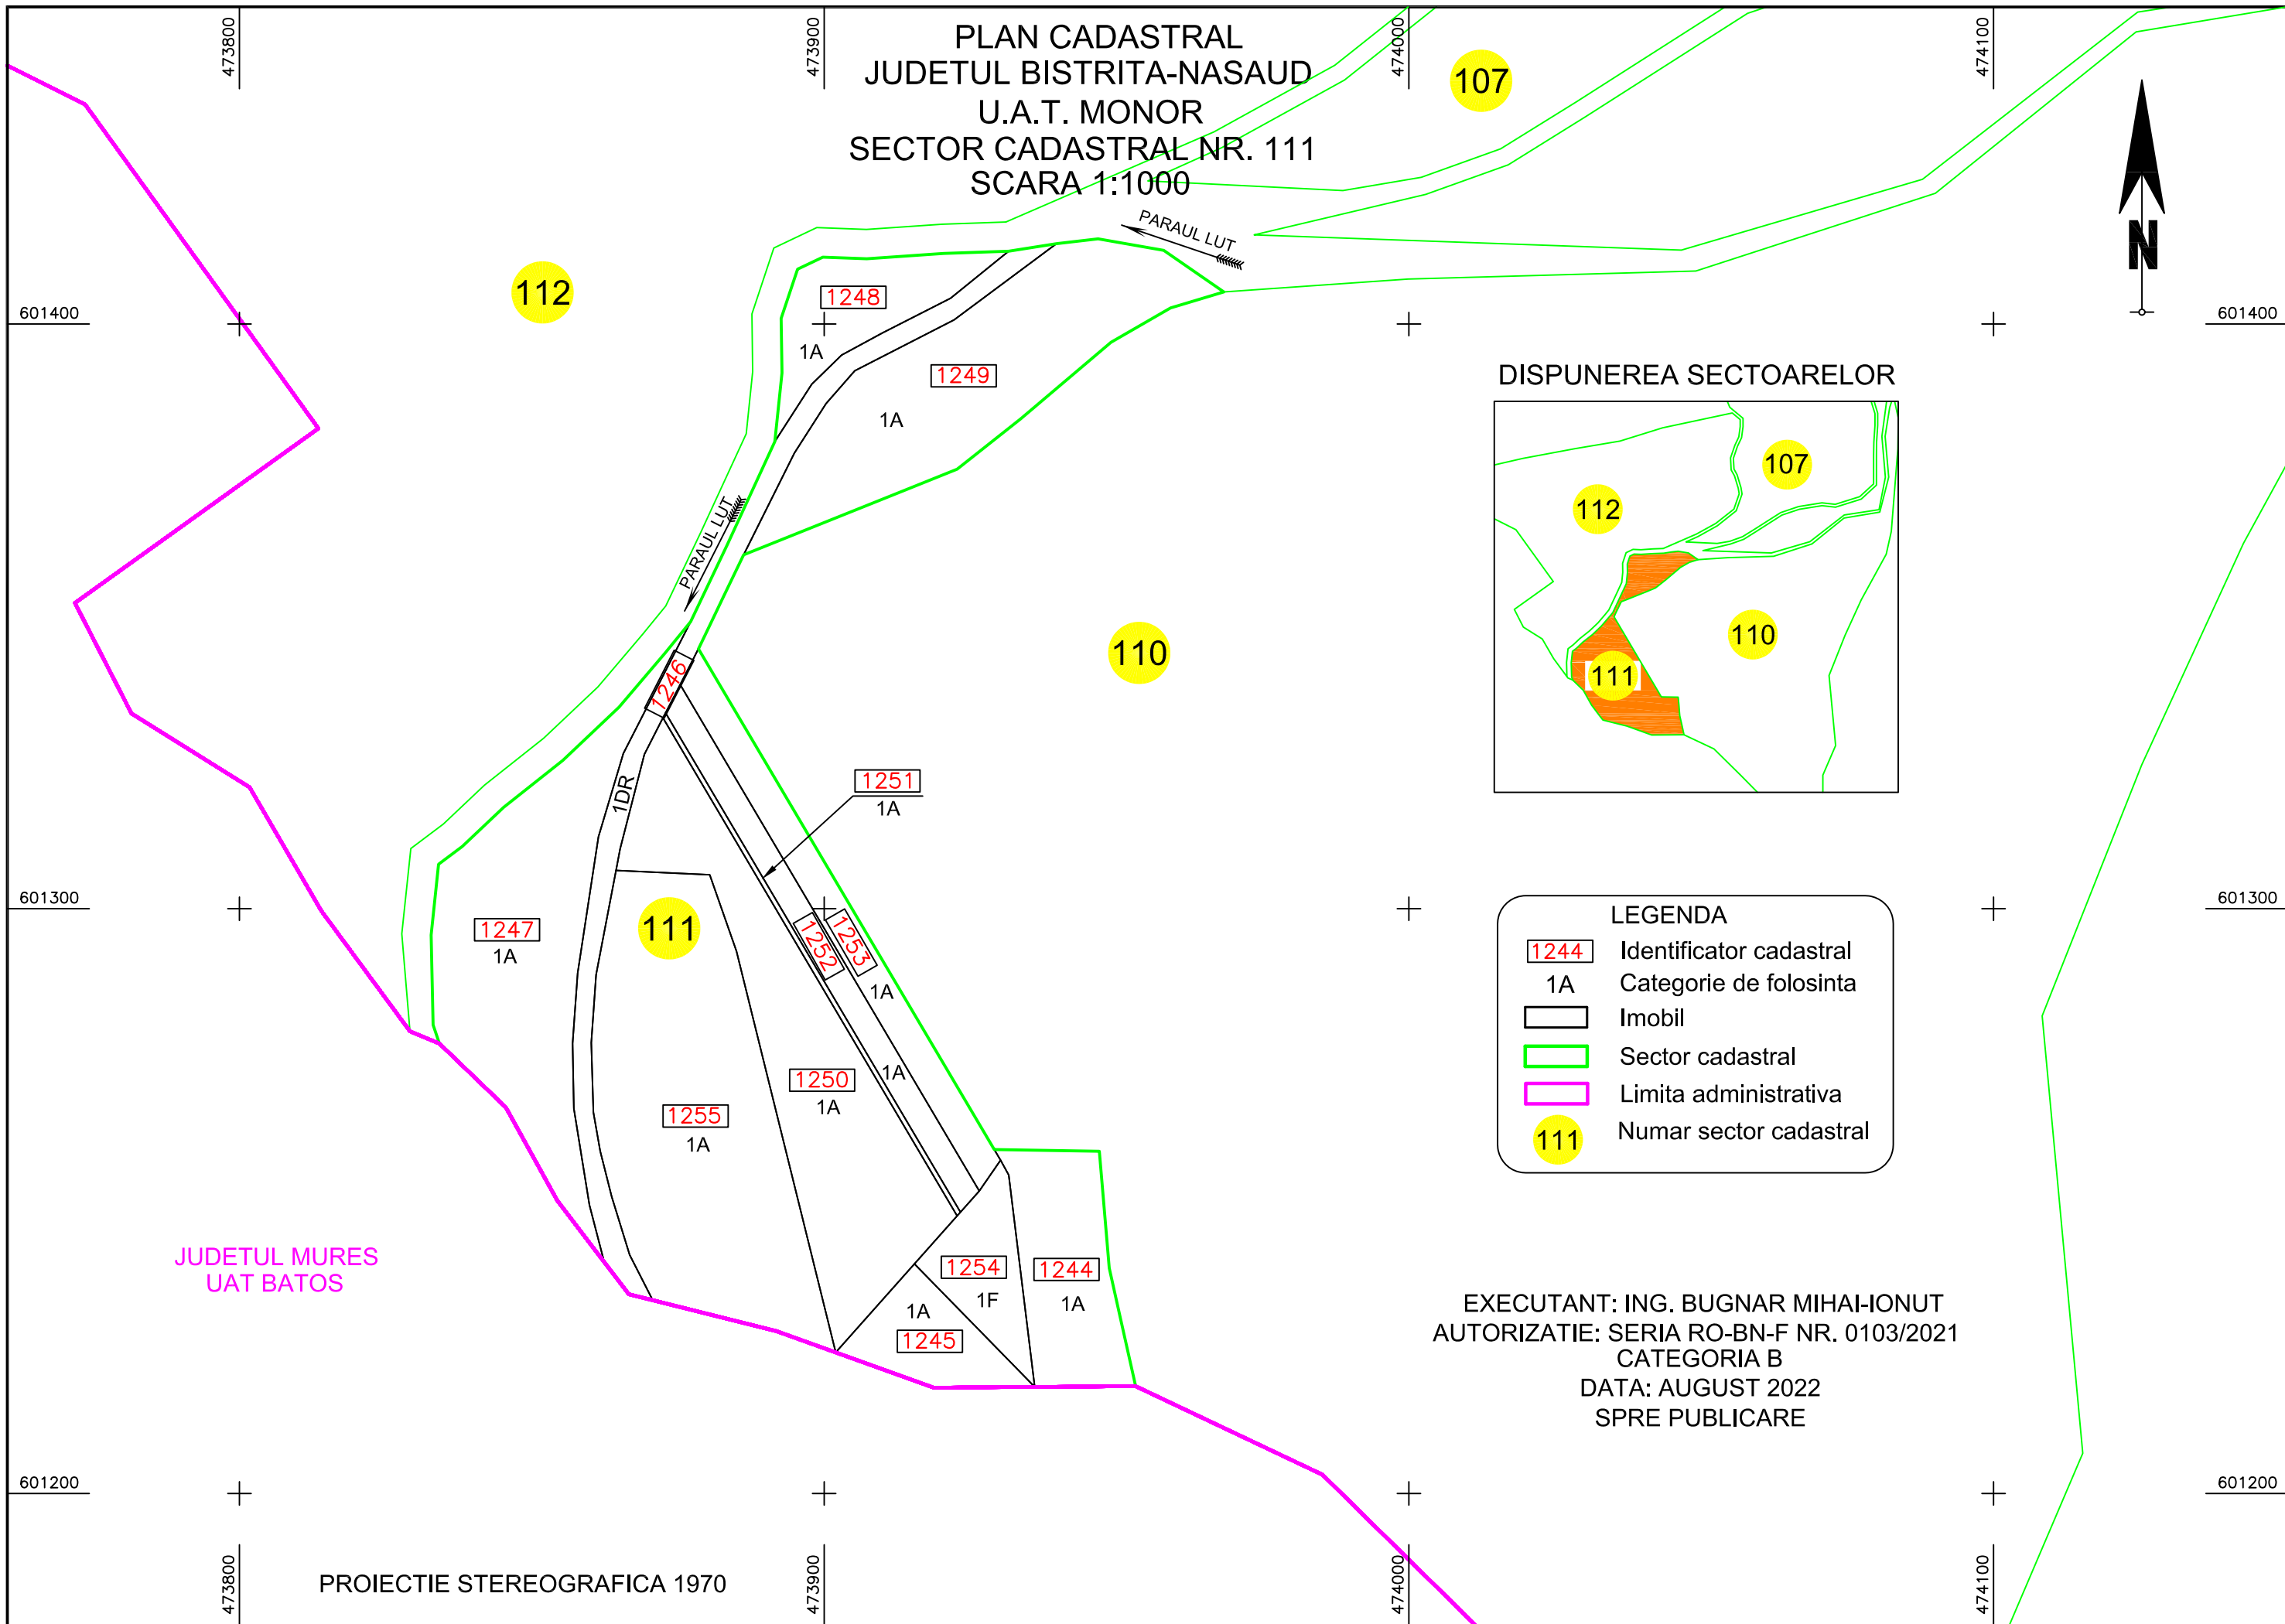 473800
473900
474000
474100
PLAN CADASTRAL
JUDETUL BISTRITA-NASAUD
U.A.T. MONOR
SECTOR CADASTRAL NR. 111
SCARA 1:1000
107
PARAUL LUT
N
112
1248
601400
601400
1A
1249
1A
DISPUNEREA SECTOARELOR
107
112
110
111
PARAUL LUT
110
1246
1251
1A
1DR
601300
601300
1247
1A
111
1252
1253
1A
1A
1250
1A
1255
1A
LEGENDA
1244 Identificator cadastral
1A Categorie de folosinta
Imobil
Sector cadastral
Limita administrativa
111 Numar sector cadastral
JUDETUL MURES
UAT BATOS
1254
1F
1244
1A
1A
1245
EXECUTANT: ING. BUGNAR MIHAI-IONUT
AUTORIZATIE: SERIA RO-BN-F NR. 0103/2021
CATEGORIA B
DATA: AUGUST 2022
SPRE PUBLICARE
601200
601200
PROIECTIE STEREOGRAFICA 1970
473800
473900
474000
474100